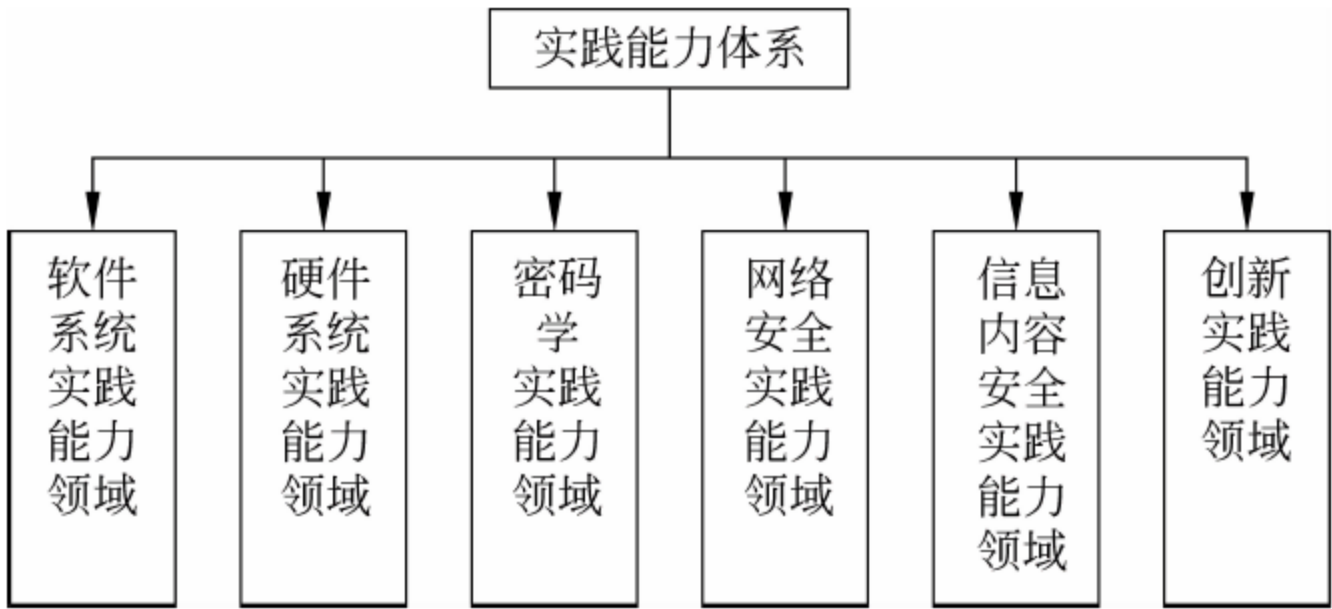 实践能力体系
软件
系统
实践
能力
领域
硬件
系统
实践
能力
领域
密码
学
实践
能力
领域
网络
安全
实践
能力
领域
信息
内容
安全
实践
能力
领域
创新
实践
能力
领域